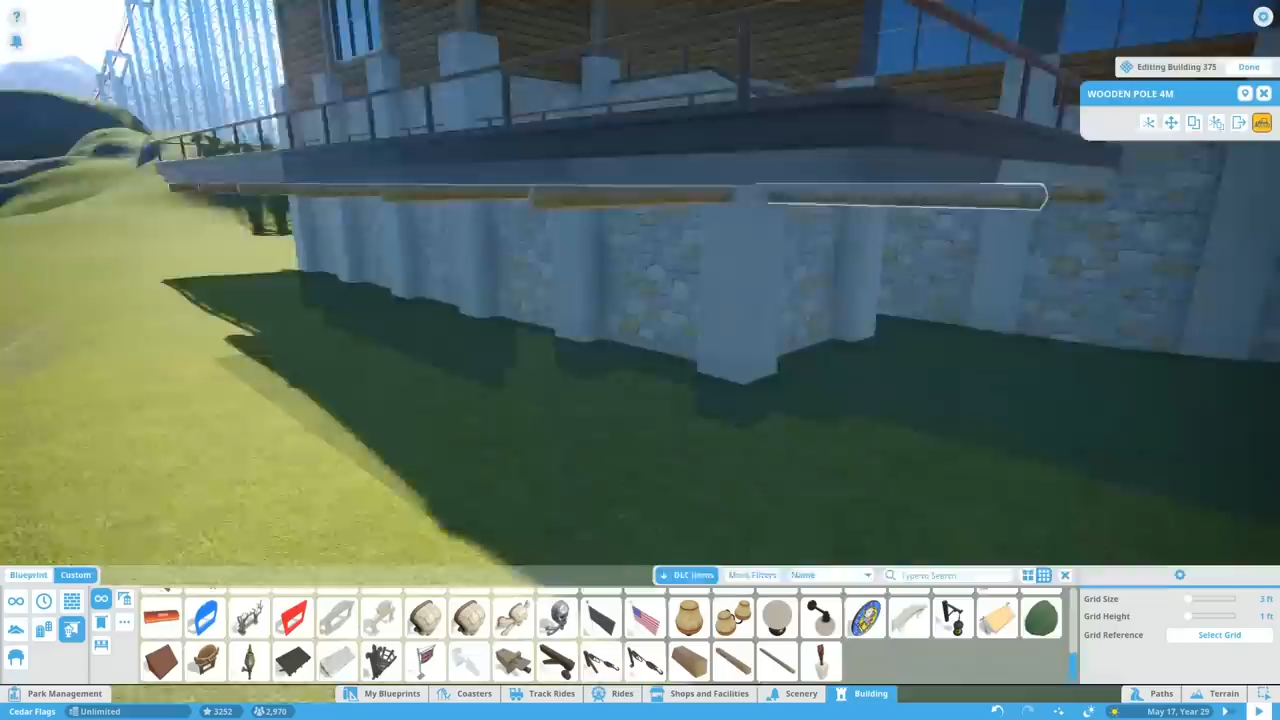 Editing Building 375 Done
WOODEN POLE 4M
Blueprint Custom
DLC Items More Filters Name Type to Search
Grid Size 3 ft
Grid Height 1 ft
Grid Reference Select Grid
Park Management My Blueprints Coasters Track Rides Rides Shops and Facilities Scenery Building Paths Terrain
Cedar Flags Unlimited 3252 2,970 May 17, Year 29